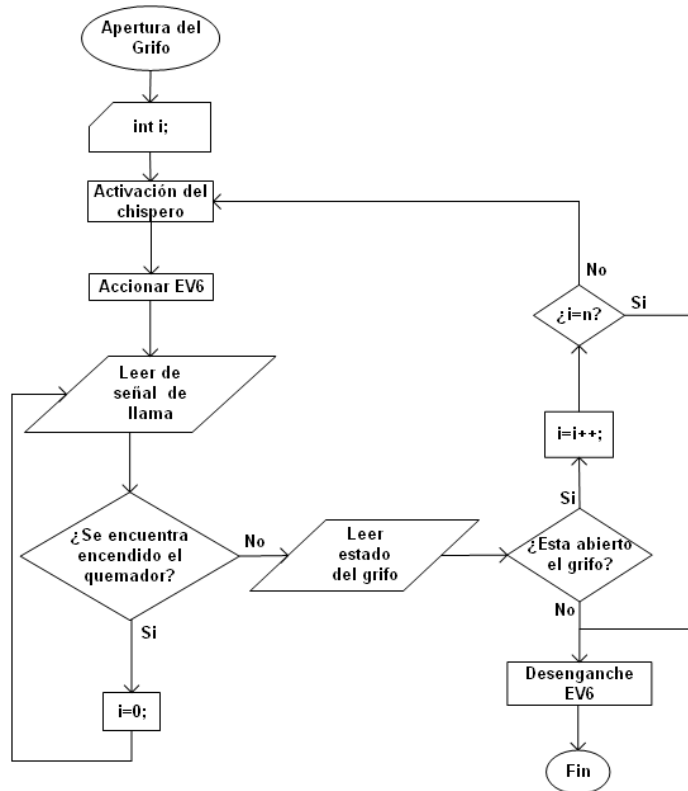 Apertura del
Grifo
int i;
Activación del
chispero
Accionar EV6
Leer de
señal de
llama
¿Se encuentra
encendido el
quemador?
No
Si
i=0;
Leer
estado
del grifo
¿Esta abierto
el grifo?
Si
No
i=i++;
¿i=n?
No
Si
Desenganche
EV6
Fin